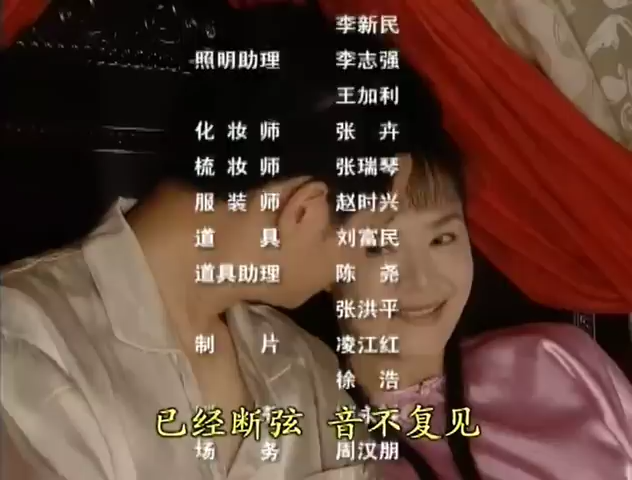 李新民
照明助理 李志强
王加利
化妆师 张卉
梳妆师 张瑞琴
服装师 赵时兴
道具 刘富民
道具助理 陈尧
张洪平
制片 凌江红
徐浩
已经断弦 音不复见
场务 周汉朋